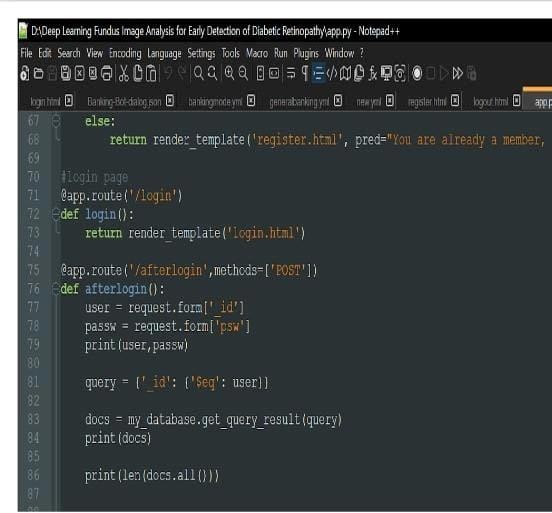 D:\Deep Learning Fundus Image Analysis for Early Detection of Diabetic Retinopathy\app.py - Notepad++
File Edit Search View Encoding Language Settings Tools Macro Run Plugins Window ?
login.html Banking-Bot-dialog.json bankingmode.yml generalbanking.yml new.yml register.html logout.html app.p
67 else:
68 return render_template('register.html', pred="You are already a member,
69
70 #login page
71 @app.route('/login')
72 def login():
73 return render_template('login.html')
74
75 @app.route('/afterlogin',methods=['POST'])
76 def afterlogin():
77 user = request.form['_id']
78 passw = request.form['psw']
79 print(user,passw)
80
81 query = {'_id': {'$eq': user}}
82
83 docs = my_database.get_query_result(query)
84 print(docs)
85
86 print(len(docs.all()))
87
88